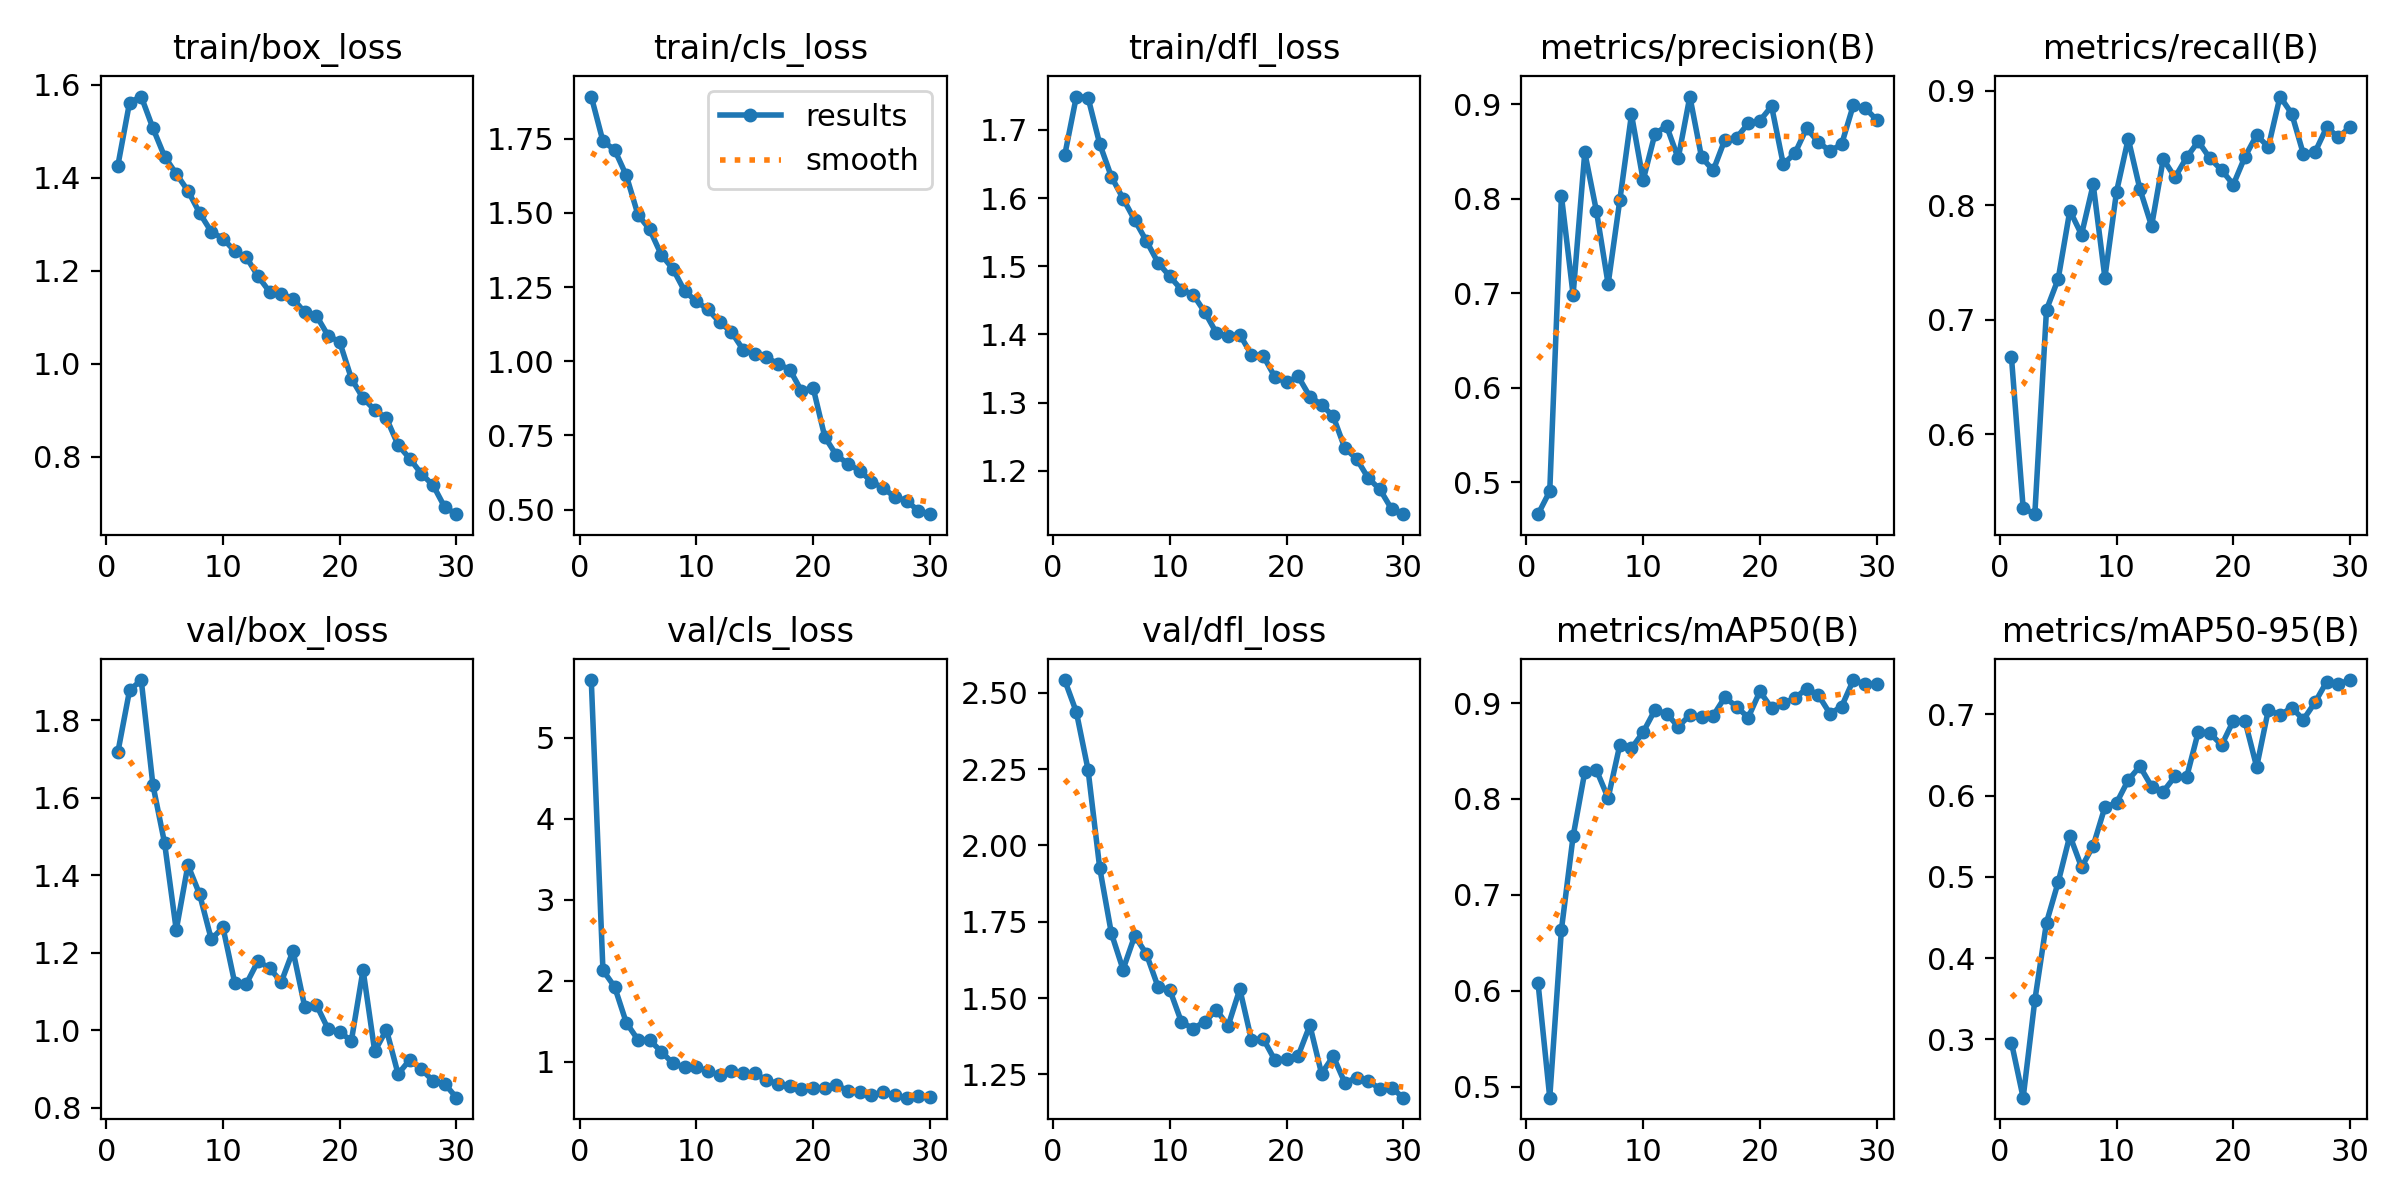 train/box_loss
1.6
1.4
1.2
1.0
0.8
0 10 20 30
train/cls_loss
results
smooth
1.75
1.50
1.25
1.00
0.75
0.50
0 10 20 30
train/dfl_loss
1.7
1.6
1.5
1.4
1.3
1.2
0 10 20 30
metrics/precision(B)
0.9
0.8
0.7
0.6
0.5
0 10 20 30
metrics/recall(B)
0.9
0.8
0.7
0.6
0 10 20 30
val/box_loss
1.8
1.6
1.4
1.2
1.0
0.8
0 10 20 30
val/cls_loss
5
4
3
2
1
0 10 20 30
val/dfl_loss
2.50
2.25
2.00
1.75
1.50
1.25
0 10 20 30
metrics/mAP50(B)
0.9
0.8
0.7
0.6
0.5
0 10 20 30
metrics/mAP50-95(B)
0.7
0.6
0.5
0.4
0.3
0 10 20 30